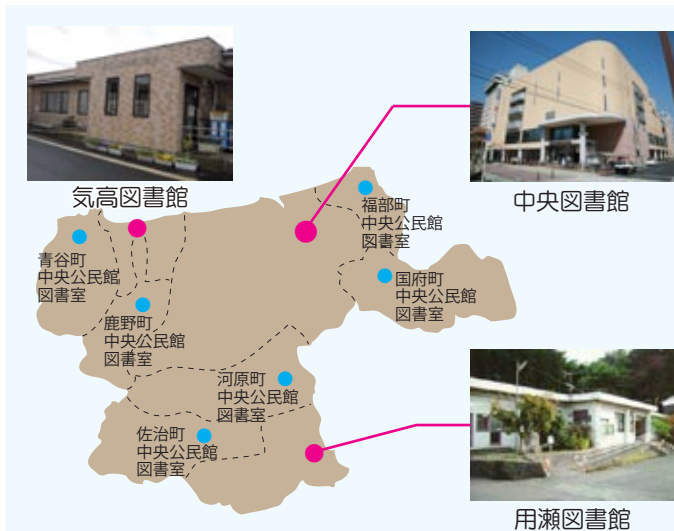 気高図書館
中央図書館
福部町
中央公民館
図書室
青谷町
中央公民館
図書室
国府町
中央公民館
図書室
鹿野町
中央公民館
図書室
河原町
中央公民館
図書室
佐治町
中央公民館
図書室
用瀬図書館